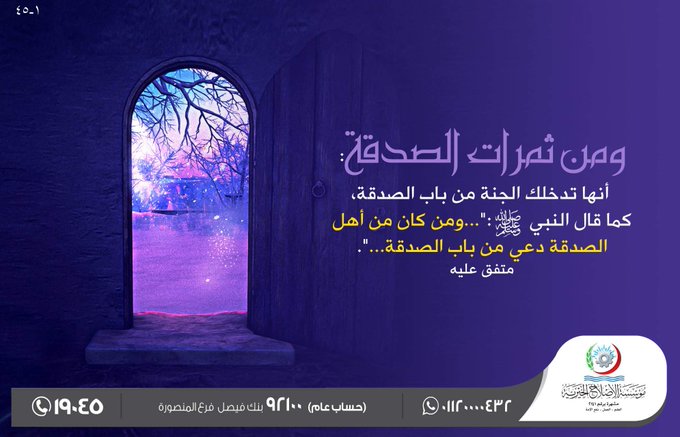 ٤٥-١
ومن ثمرات الصدقة:
أنها تدخلك الجنة من باب الصدقة،
كما قال النبي ﷺ :"...ومن كان من أهل
الصدقة دعي من باب الصدقة...".
متفق عليه
مؤسسة الإصلاح الخيرية
١٩٠٤٥
(حساب عام) ٩٢١٠٠ بنك فيصل فرع المنصورة
٠١١٢٠٠٠٠٤٣٢